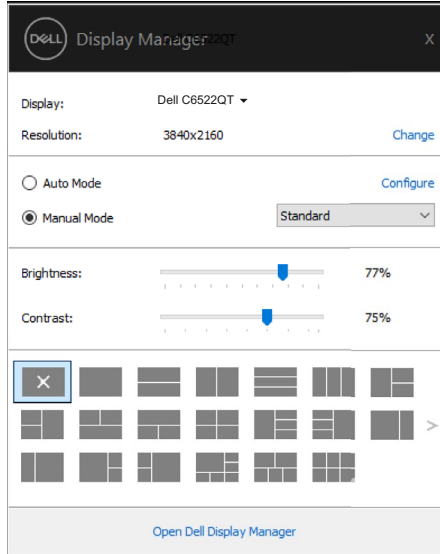 DELL Display Manager X
Display: Dell C6522QT
Resolution: 3840x2160 Change
Auto Mode Configure
Manual Mode Standard
Brightness: 77%
Contrast: 75%
Open Dell Display Manager